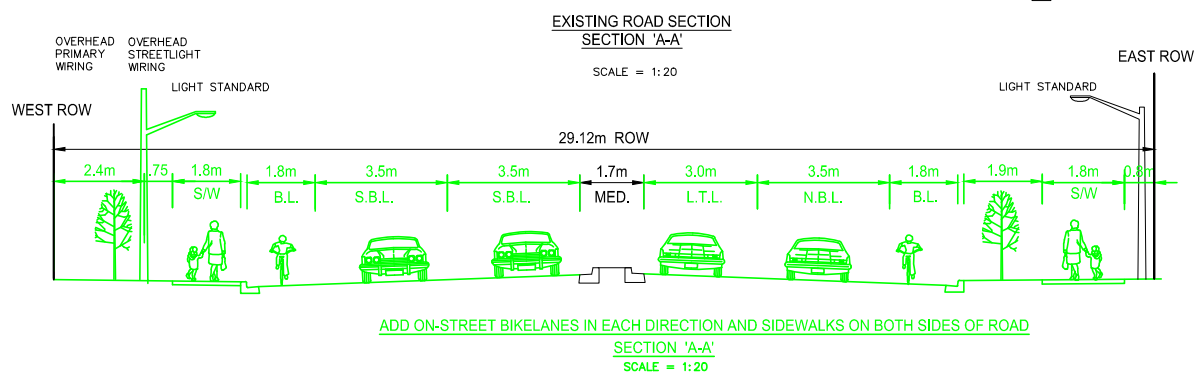 EXISTING ROAD SECTION
SECTION 'A-A'
SCALE = 1:20
OVERHEAD
PRIMARY
WIRING
OVERHEAD
STREETLIGHT
WIRING
LIGHT STANDARD
WEST ROW
EAST ROW
LIGHT STANDARD
29.12m ROW
2.4m .75 1.8m 1.8m 3.5m 3.5m 1.7m 3.0m 3.5m 1.8m 1.9m 1.8m 0.8m
S/W B.L. S.B.L. S.B.L. MED. L.T.L. N.B.L. B.L. S/W
ADD ON-STREET BIKELANES IN EACH DIRECTION AND SIDEWALKS ON BOTH SIDES OF ROAD
SECTION 'A-A'
SCALE = 1:20